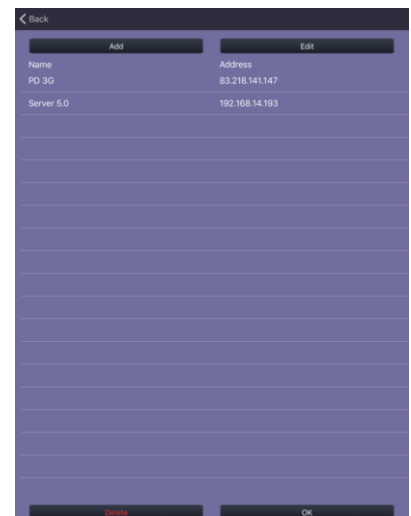 Back
Add Edit
Name Address
PD 3G 83.218.141.147
Server 5.0 192.168.14.193
Delete OK